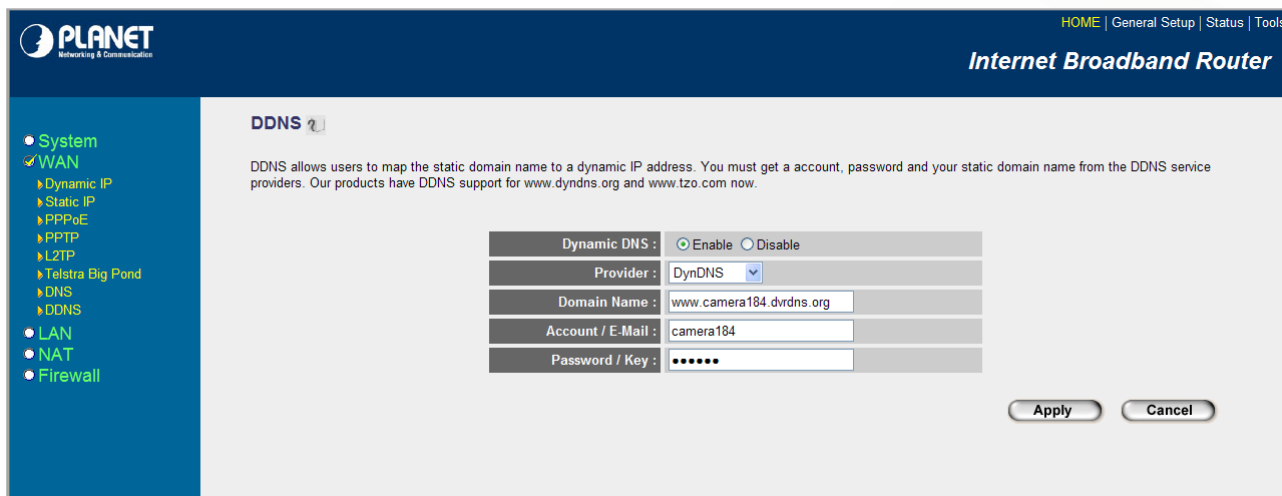 PLANET
Networking & Communication
HOME | General Setup | Status | Tools
Internet Broadband Router
System
WAN
Dynamic IP
Static IP
PPPoE
PPTP
L2TP
Telstra Big Pond
DNS
DDNS
LAN
NAT
Firewall
DDNS
DDNS allows users to map the static domain name to a dynamic IP address. You must get a account, password and your static domain name from the DDNS service
providers. Our products have DDNS support for www.dyndns.org and www.tzo.com now.
Dynamic DNS : Enable Disable
Provider : DynDNS
Domain Name : www.camera184.dvrdns.org
Account / E-Mail : camera184
Password / Key : ●●●●●●
Apply Cancel